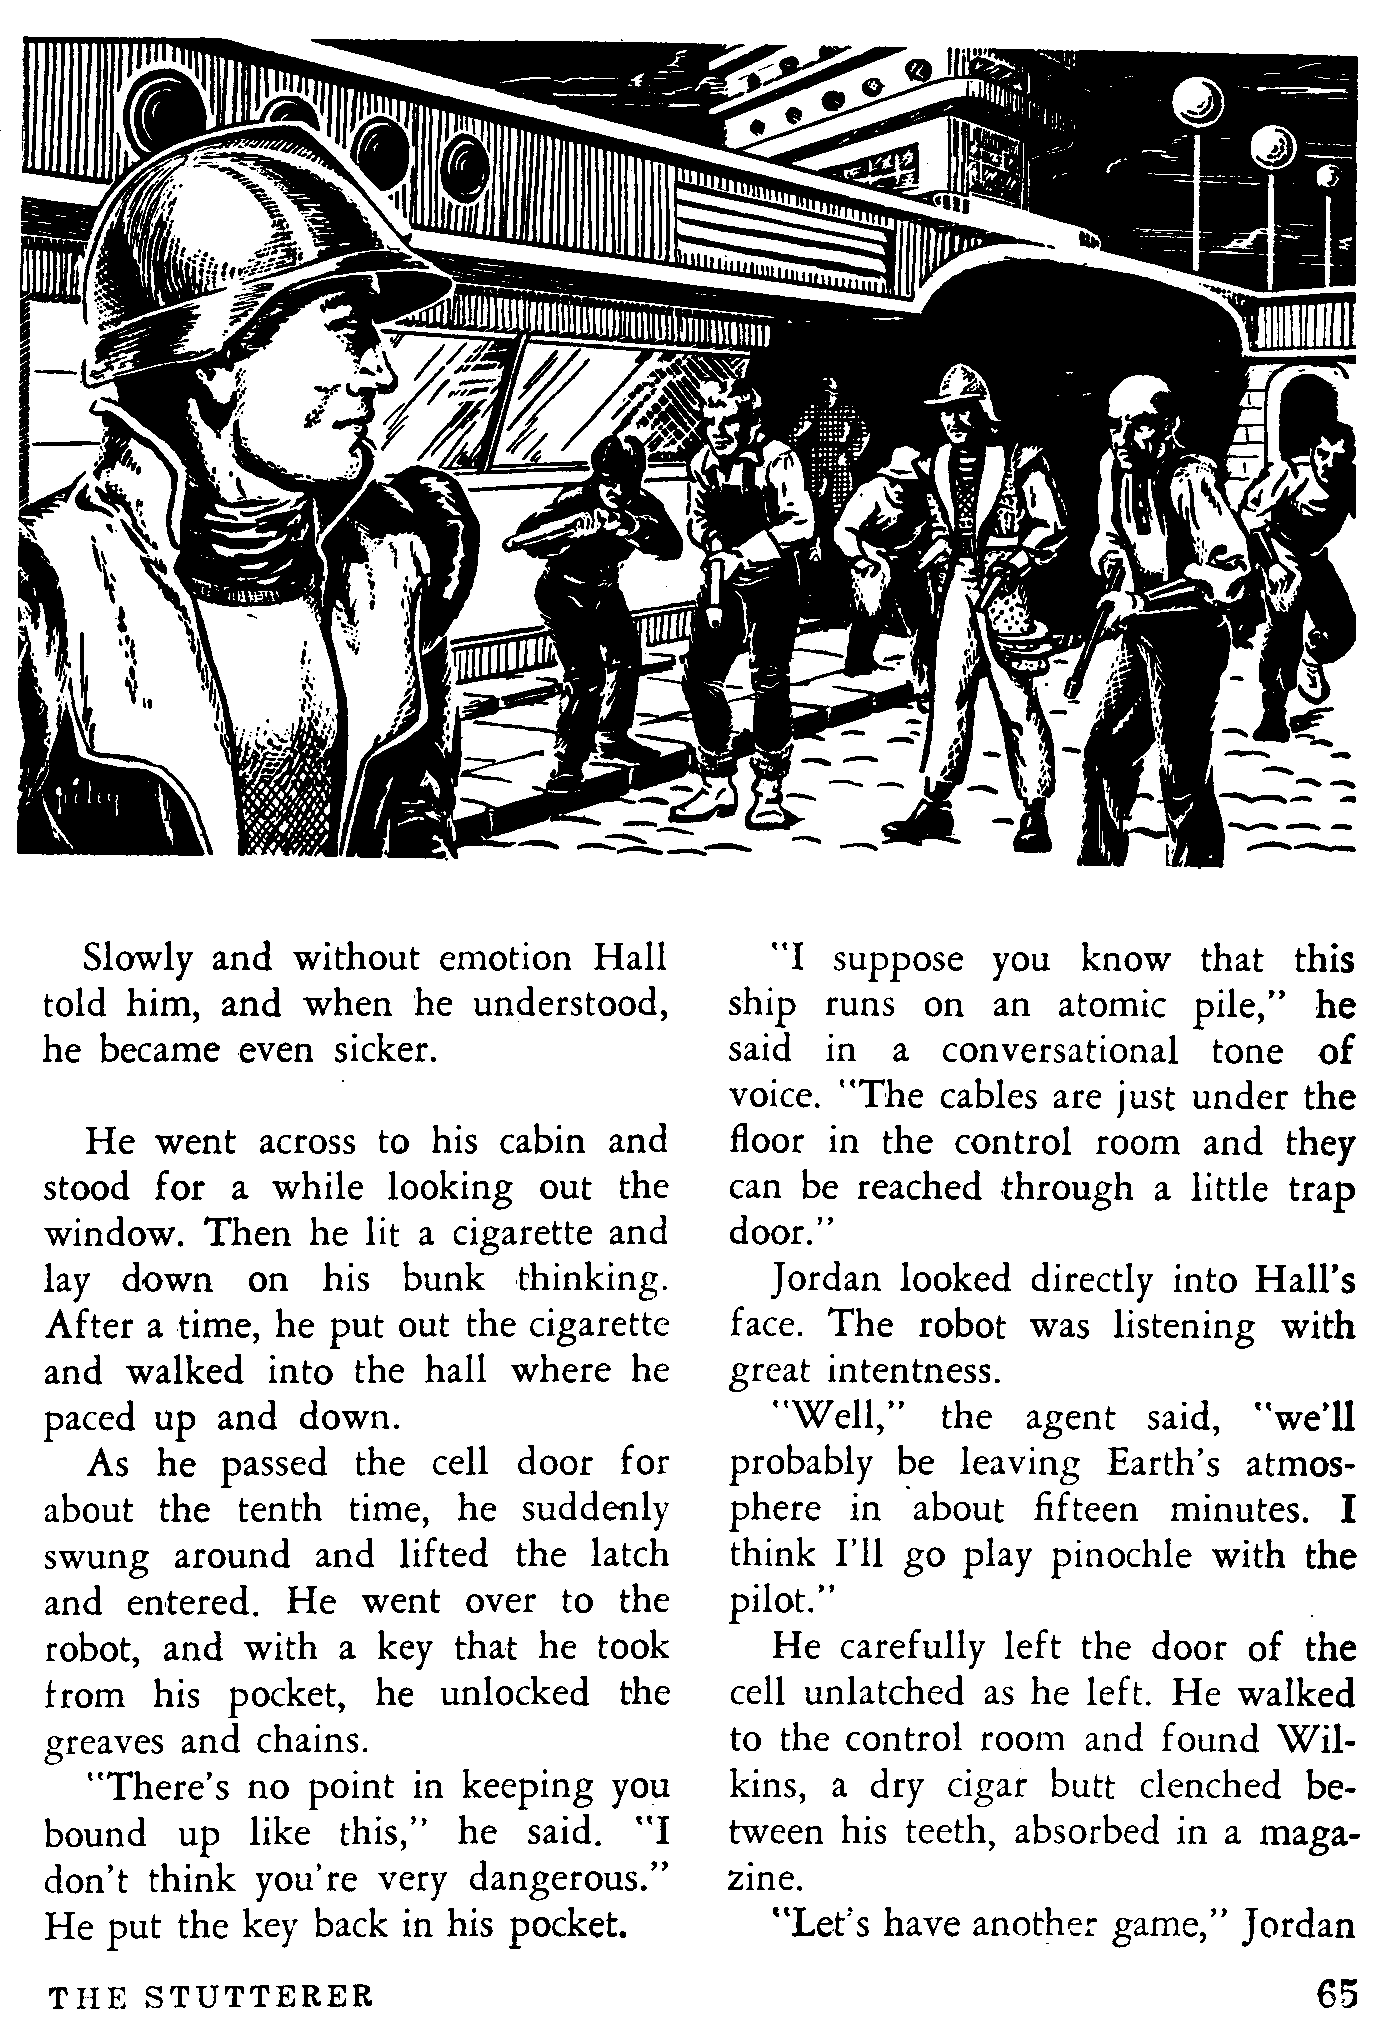 Slowly and without emotion Hall
told him, and when he understood,
he became even sicker.
He went across to his cabin and
stood for a while looking out the
window. Then he lit a cigarette and
lay down on his bunk thinking.
After a time, he put out the cigarette
and walked into the hall where he
paced up and down.
As he passed the cell door for
about the tenth time, he suddenly
swung around and lifted the latch
and entered. He went over to the
robot, and with a key that he took
from his pocket, he unlocked the
greaves and chains.
"There's no point in keeping you
bound up like this," he said. "I
don't think you're very dangerous."
He put the key back in his pocket.
"I suppose you know that this
ship runs on an atomic pile," he
said in a conversational tone of
voice. "The cables are just under the
floor in the control room and they
can be reached through a little trap
door."
Jordan looked directly into Hall's
face. The robot was listening with
great intentness.
"Well," the agent said, "we'll
probably be leaving Earth's atmos-
phere in about fifteen minutes. I
think I'll go play pinochle with the
pilot."
He carefully left the door of the
cell unlatched as he left. He walked
to the control room and found Wil-
kins, a dry cigar butt clenched be-
tween his teeth, absorbed in a maga-
zine.
"Let's have another game," Jordan
THE STUTTERER
65